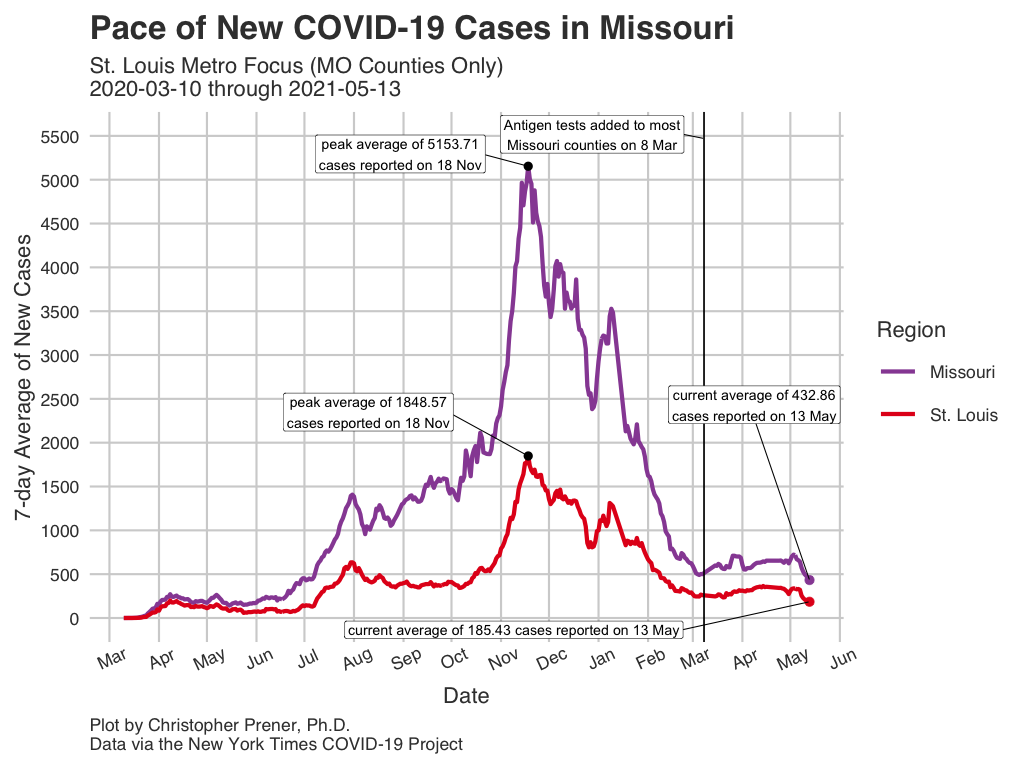 Pace of New COVID-19 Cases in Missouri
St. Louis Metro Focus (MO Counties Only)
2020-03-10 through 2021-05-13
Antigen tests added to most
Missouri counties on 8 Mar
peak average of 5153.71
cases reported on 18 Nov
5500
5000
4500
4000
3500
3000
2500
2000
1500
1000
500
0
7-day Average of New Cases
peak average of 1848.57
cases reported on 18 Nov
current average of 432.86
cases reported on 13 May
current average of 185.43 cases reported on 13 May
Region
Missouri
St. Louis
Mar Apr May Jun Jul Aug Sep Oct Nov Dec Jan Feb Mar Apr May Jun
Date
Plot by Christopher Prener, Ph.D.
Data via the New York Times COVID-19 Project